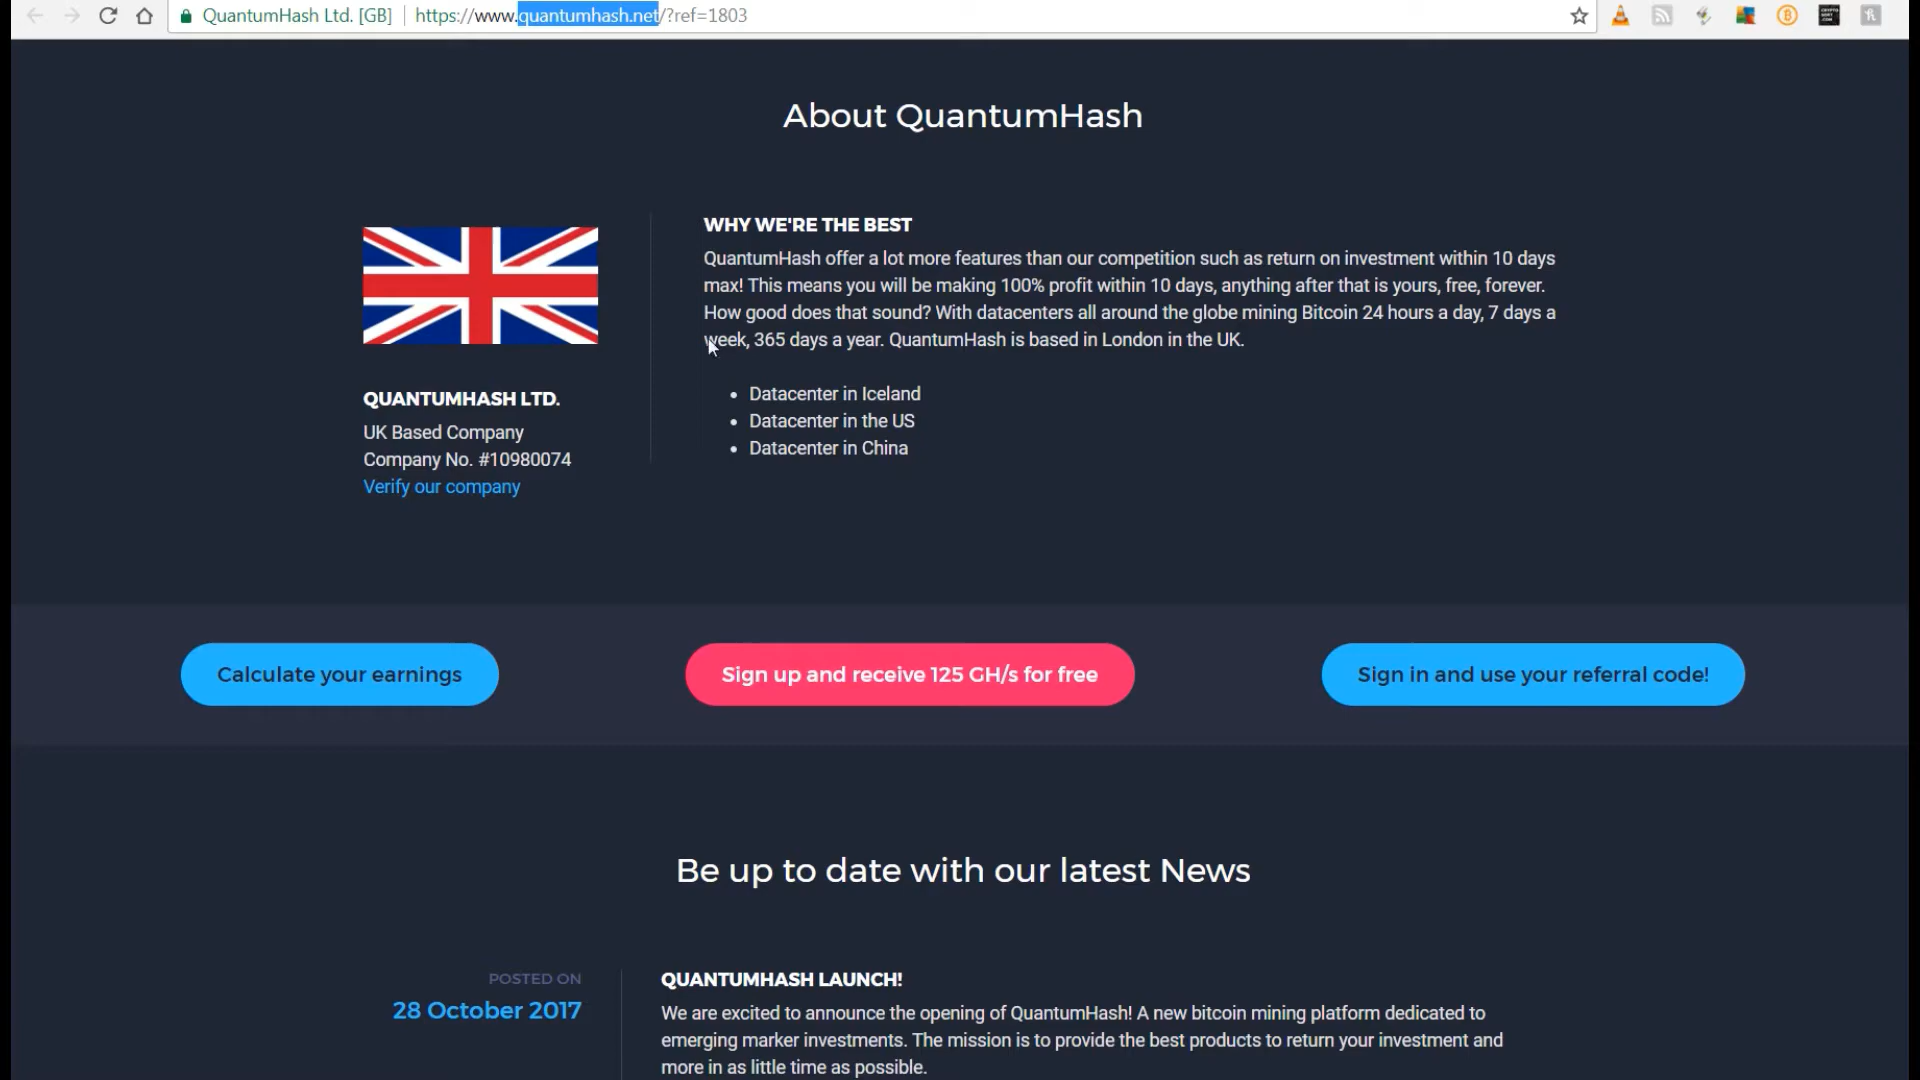 QuantumHash Ltd. [GB] https://www.quantumhash.net/?ref=1803
About QuantumHash
QUANTUMHASH LTD.
UK Based Company
Company No. #10980074
Verify our company
WHY WE'RE THE BEST
QuantumHash offer a lot more features than our competition such as return on investment within 10 days
max! This means you will be making 100% profit within 10 days, anything after that is yours, free, forever.
How good does that sound? With datacenters all around the globe mining Bitcoin 24 hours a day, 7 days a
week, 365 days a year. QuantumHash is based in London in the UK.
• Datacenter in Iceland
• Datacenter in the US
• Datacenter in China
Calculate your earnings
Sign up and receive 125 GH/s for free
Sign in and use your referral code!
Be up to date with our latest News
POSTED ON
28 October 2017
QUANTUMHASH LAUNCH!
We are excited to announce the opening of QuantumHash! A new bitcoin mining platform dedicated to
emerging marker investments. The mission is to provide the best products to return your investment and
more in as little time as possible.